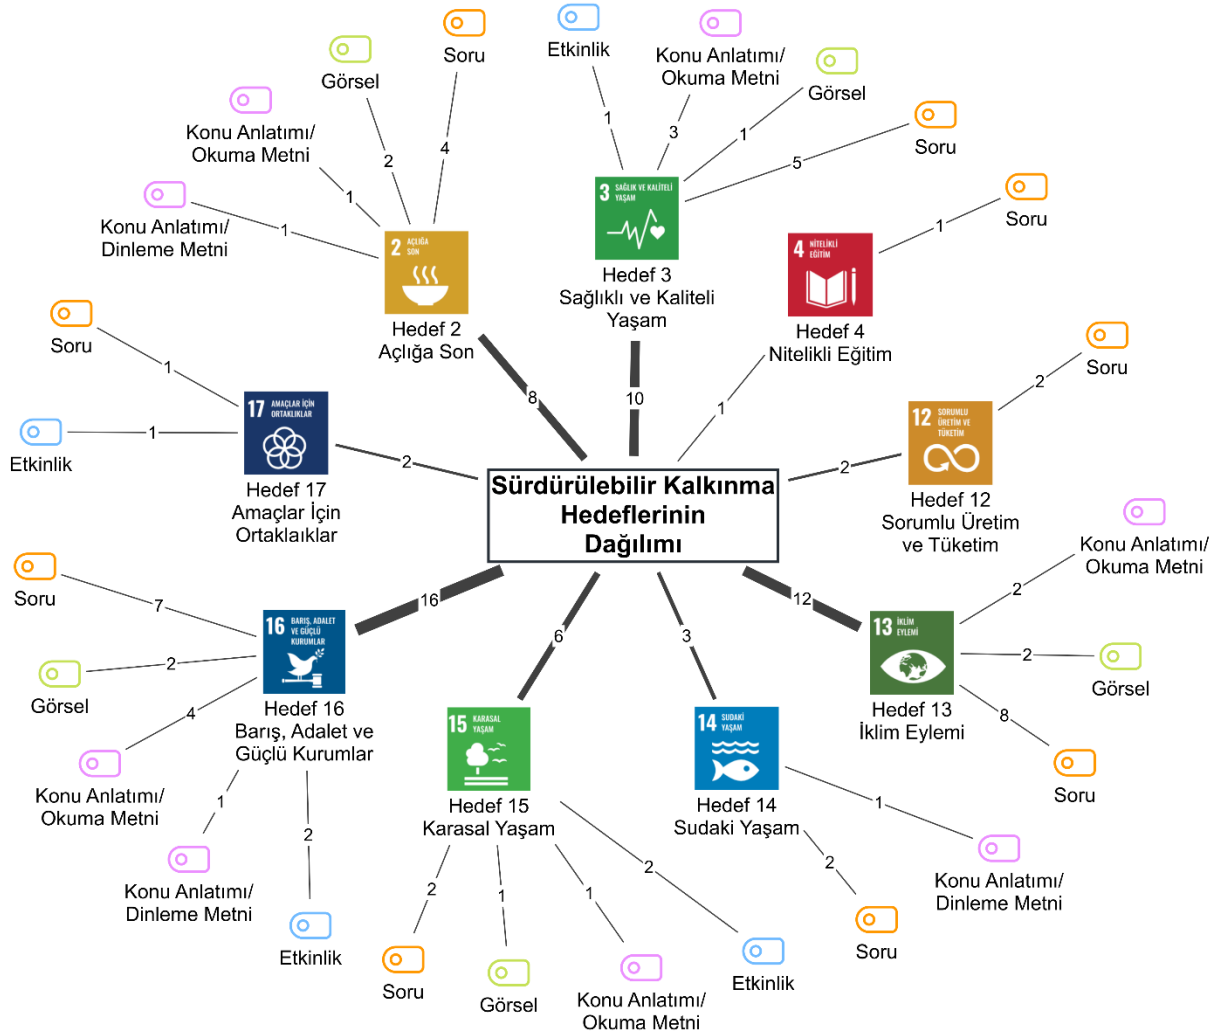 Soru
Görsel
Konu Anlatımı/
Okuma Metni
Konu Anlatımı/
Dinleme Metni
4
2
1
1
2 AÇLIĞA
SON
Hedef 2
Açlığa Son
8
Etkinlik
Konu Anlatımı/
Okuma Metni
Görsel
Soru
1
3
1
5
3 SAĞLIK VE KALİTELİ
YAŞAM
Hedef 3
Sağlıklı ve Kaliteli
Yaşam
10
Soru
1
4 NİTELİKLİ
EĞİTİM
Hedef 4
Nitelikli Eğitim
1
Soru
2
12 SORUMLU
ÜRETİM VE
TÜKETİM
Hedef 12
Sorumlu Üretim
ve Tüketim
2
Soru
1
Etkinlik
1
17 AMAÇLAR İÇİN
ORTAKLIKLAR
Hedef 17
Amaçlar İçin
Ortaklaıklar
2
Sürdürülebilir Kalkınma
Hedeflerinin
Dağılımı
Konu Anlatımı/
Okuma Metni
2
Görsel
2
Soru
8
13 İKLİM
EYLEMİ
Hedef 13
İklim Eylemi
12
Soru
7
Görsel
2
Konu Anlatımı/
Okuma Metni
4
Konu Anlatımı/
Dinleme Metni
1
Etkinlik
2
16 BARIŞ, ADALET
VE GÜÇLÜ
KURUMLAR
Hedef 16
Barış, Adalet ve
Güçlü Kurumlar
16
6
15 KARASAL
YAŞAM
Hedef 15
Karasal Yaşam
2
1
1
2
Soru
Görsel
Konu Anlatımı/
Okuma Metni
Etkinlik
3
14 SUDAKİ
YAŞAM
Hedef 14
Sudaki Yaşam
2
1
Soru
Konu Anlatımı/
Dinleme Metni